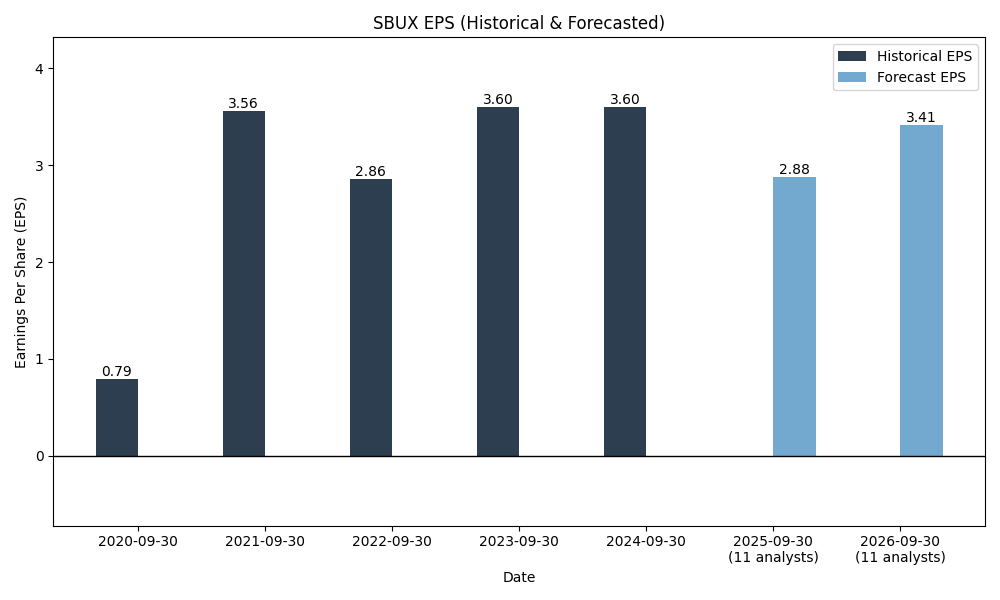 SBUX EPS (Historical & Forecasted)
Historical EPS
Forecast EPS
Earnings Per Share (EPS)
4
3
2
1
0
0.79
3.56
2.86
3.60
3.60
2.88
3.41
2020-09-30
2021-09-30
2022-09-30
2023-09-30
2024-09-30
2025-09-30
(11 analysts)
2026-09-30
(11 analysts)
Date